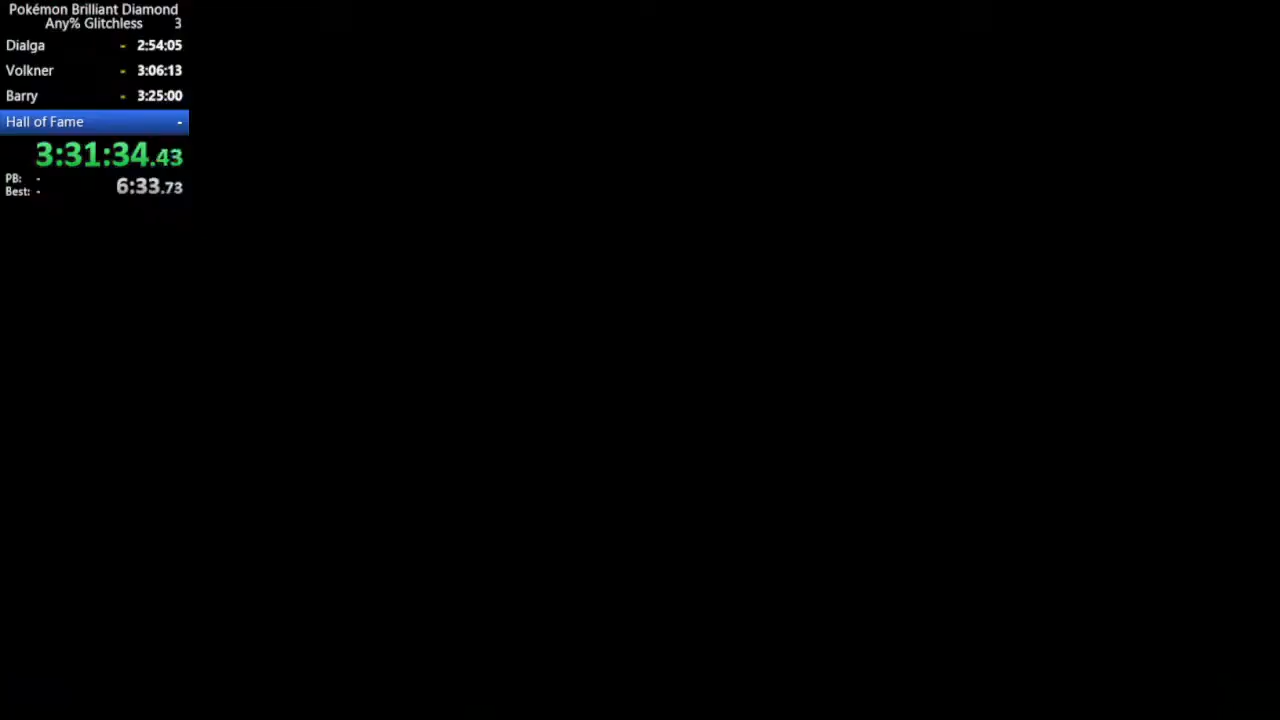 Pokémon Brilliant Diamond
Any% Glitchless 3
Dialga - 2:54:05
Volkner - 3:06:13
Barry - 3:25:00
Hall of Fame -
3:31:34.43
PB: -
Best: - 6:33.73